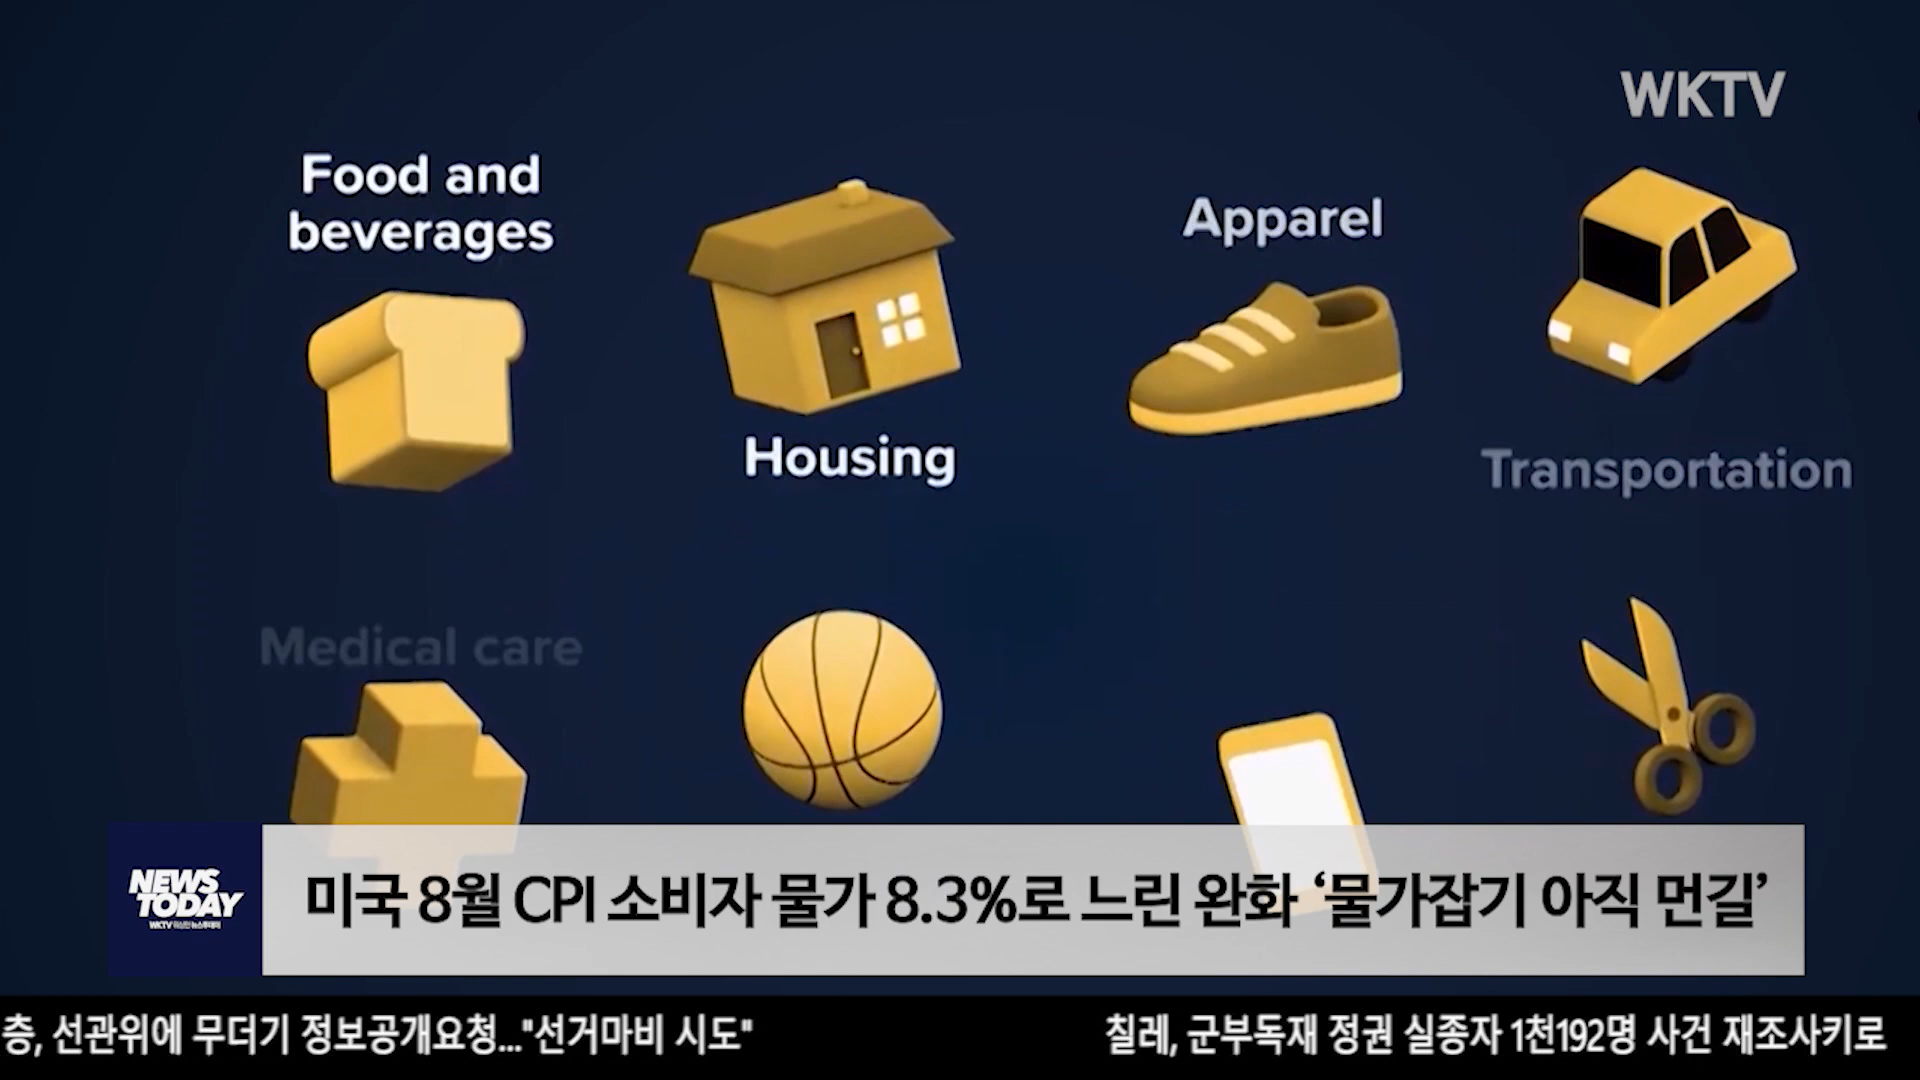 WKTV
Food and
beverages
Housing
Apparel
Transportation
Medical care
NEWS
TODAY
미국 8월 CPI 소비자 물가 8.3%로 느린 완화 ‘물가잡기 아직 먼길’
층, 선관위에 무더기 정보공개요청..."선거마비 시도"
칠레, 군부독재 정권 실종자 1천192명 사건 재조사키로